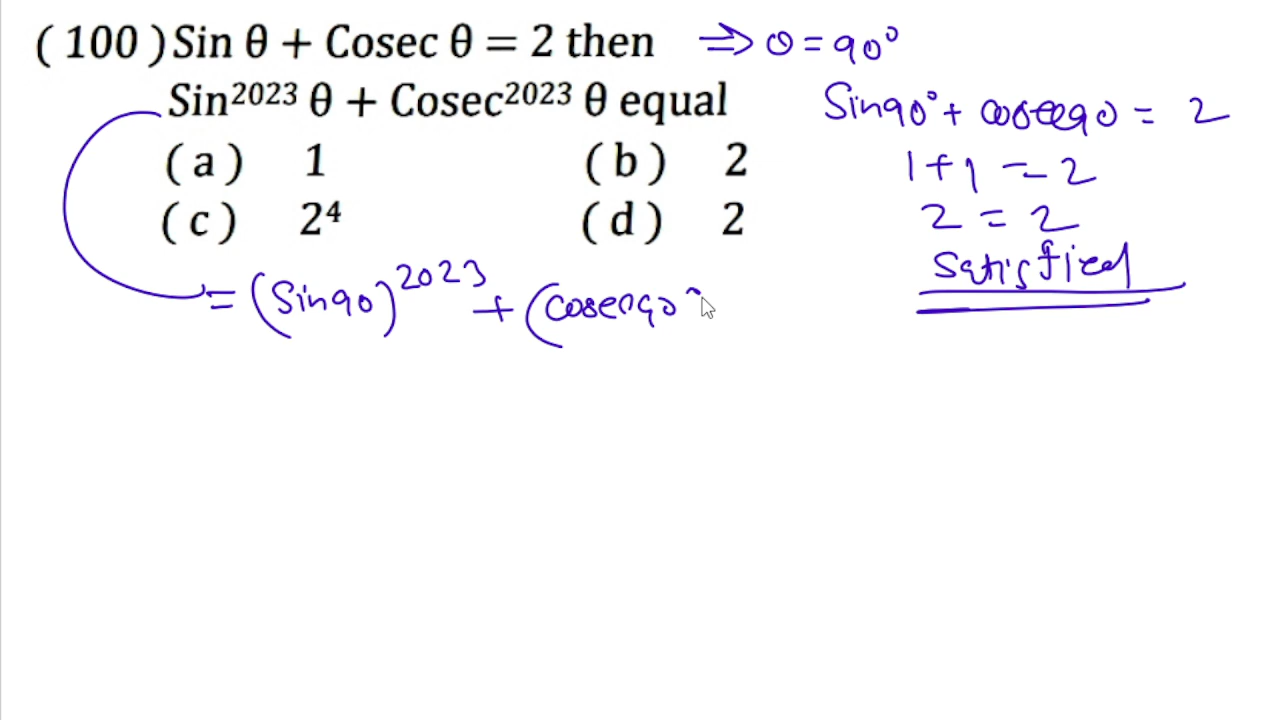 ( 100 ) Sin θ + Cosec θ = 2 then ⇒ θ = 90°
Sin²⁰²³ θ + Cosec²⁰²³ θ equal
Sin90° + cosec90 = 2
( a ) 1 ( b ) 2
1 + 1 = 2
( c ) 2⁴ ( d ) 2
2 = 2
Satisfied
= (Sin90)²⁰²³ + (Cosec90